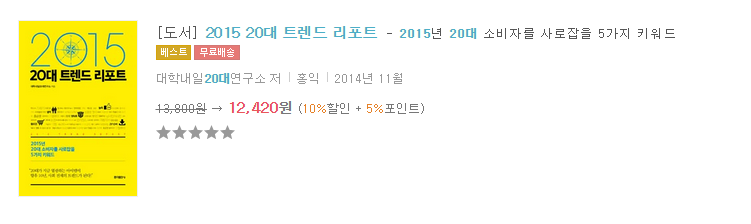 2015
20대 트렌드 리포트
2015년
20대 소비자를 사로잡을
5가지 키워드
[도서] 2015 20대 트렌드 리포트 - 2015년 20대 소비자를 사로잡을 5가지 키워드
베스트 무료배송
대학내일20대연구소 저 | 홍익 | 2014년 11월
13,800원 → 12,420원 (10%할인 + 5%포인트)